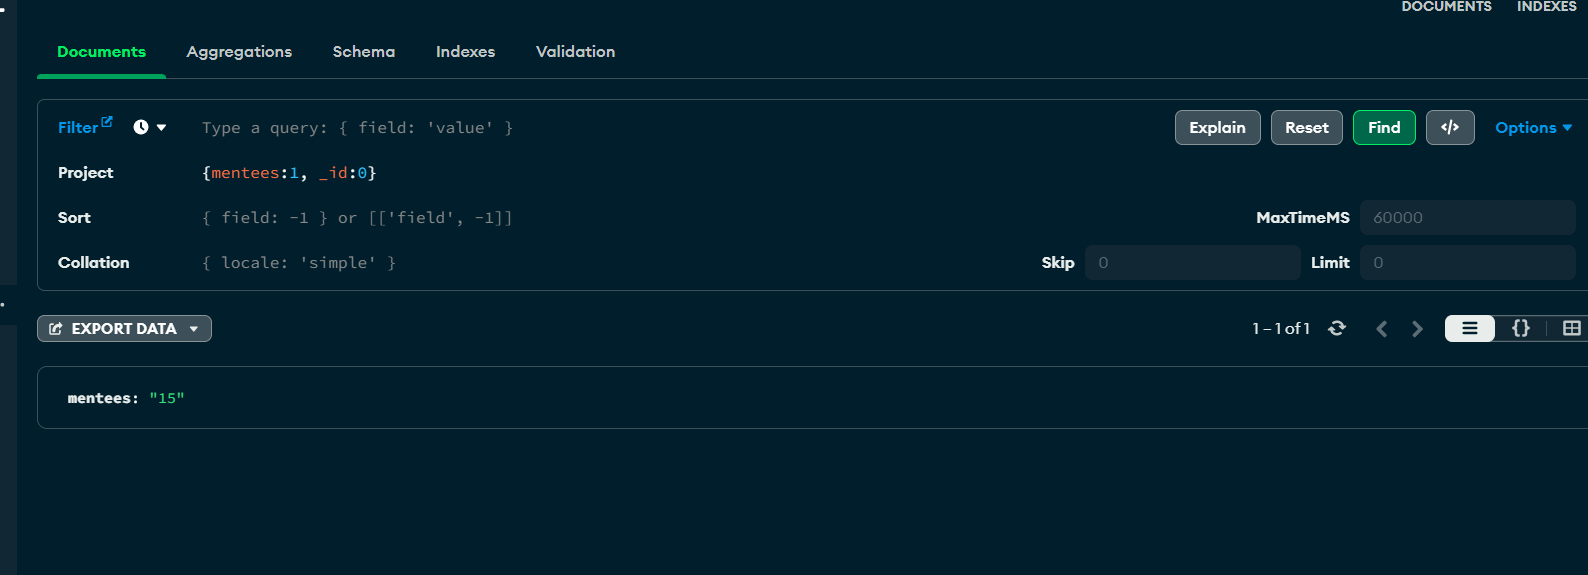 DOCUMENTS INDEXES
Documents Aggregations Schema Indexes Validation
Filter Type a query: { field: 'value' } Explain Reset Find </> Options
Project {mentees:1, _id:0}
Sort { field: -1 } or [['field', -1]] MaxTimeMS 60000
Collation { locale: 'simple' } Skip 0 Limit 0
EXPORT DATA 1 – 1 of 1 {}
mentees: "15"